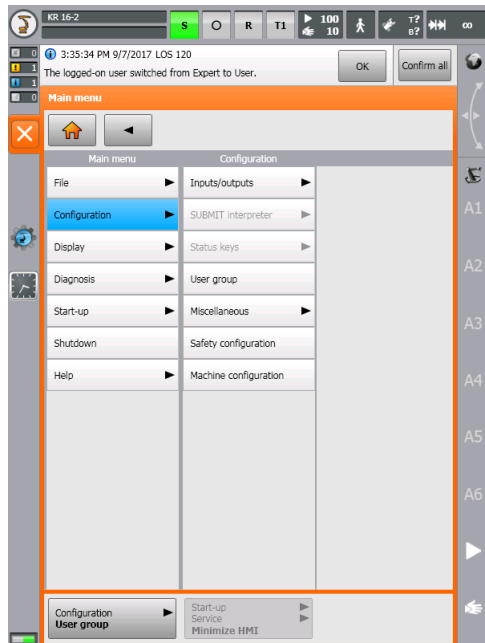 KR 16-2
S O R T1 100 10 T? B? ∞
0
1
1
0
3:35:34 PM 9/7/2017 LOS 120
The logged-on user switched from Expert to User.
OK
Confirm all
Main menu
Main menu
Configuration
File
Inputs/outputs
Configuration
SUBMIT interpreter
Display
Status keys
Diagnosis
User group
Start-up
Miscellaneous
Shutdown
Safety configuration
Help
Machine configuration
A1
A2
A3
A4
A5
A6
Configuration
User group
Start-up
Service
Minimize HMI